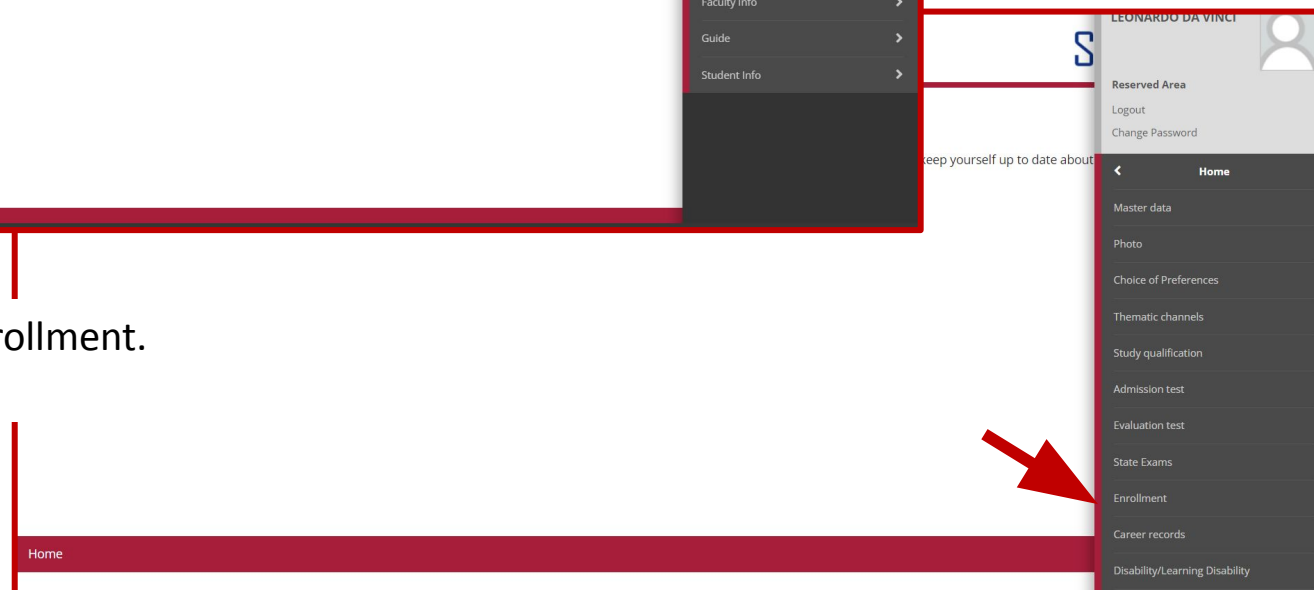 Faculty Info
Guide
Student Info
S
LEONARDO DA VINCI
Reserved Area
Logout
Change Password
keep yourself up to date about
Home
Master data
Photo
Choice of Preferences
Thematic channels
Study qualification
Admission test
Evaluation test
State Exams
Enrollment
Career records
Disability/Learning Disability
rollment.
Home